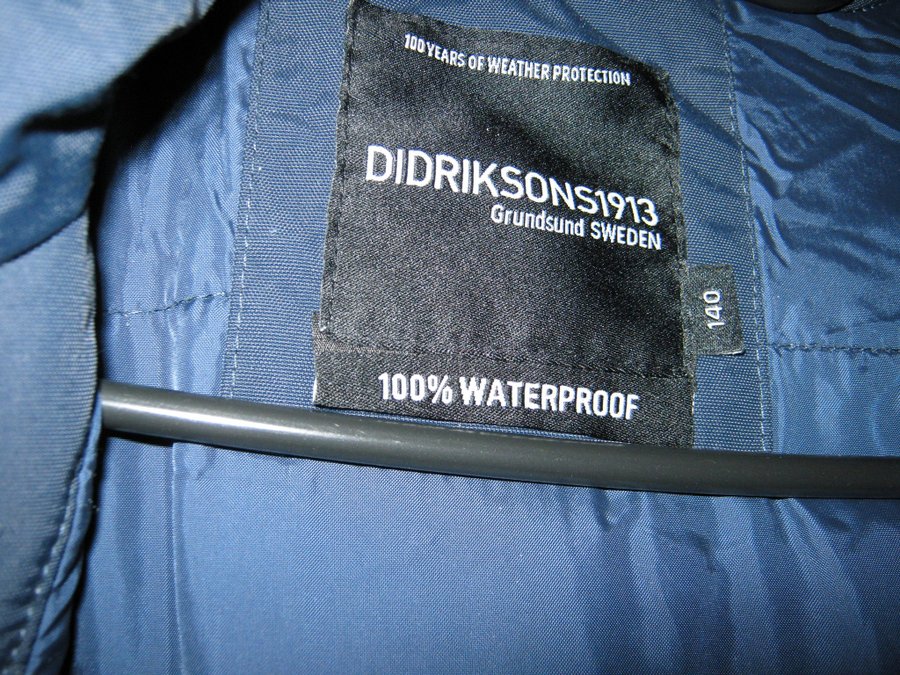 100 YEARS OF WEATHER PROTECTION
DIDRIKSONS1913
Grundsund SWEDEN
140
100% WATERPROOF